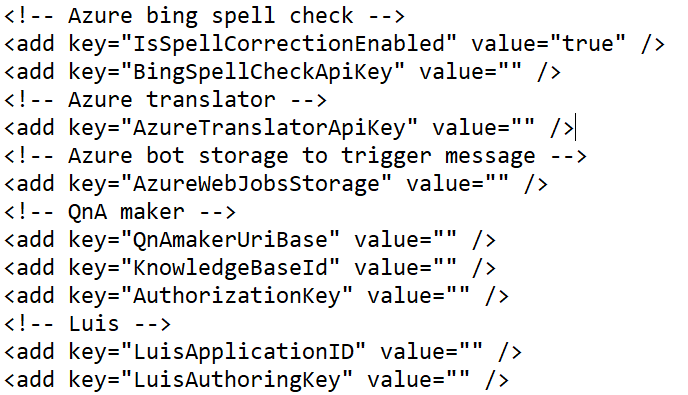 <!-- Azure bing spell check -->
<add key="IsSpellCorrectionEnabled" value="true" />
<add key="BingSpellCheckApiKey" value="" />
<!-- Azure translator -->
<add key="AzureTranslatorApiKey" value="" />
<!-- Azure bot storage to trigger message -->
<add key="AzureWebJobsStorage" value="" />
<!-- QnA maker -->
<add key="QnAmakerUriBase" value="" />
<add key="KnowledgeBaseId" value="" />
<add key="AuthorizationKey" value="" />
<!-- Luis -->
<add key="LuisApplicationID" value="" />
<add key="LuisAuthoringKey" value="" />